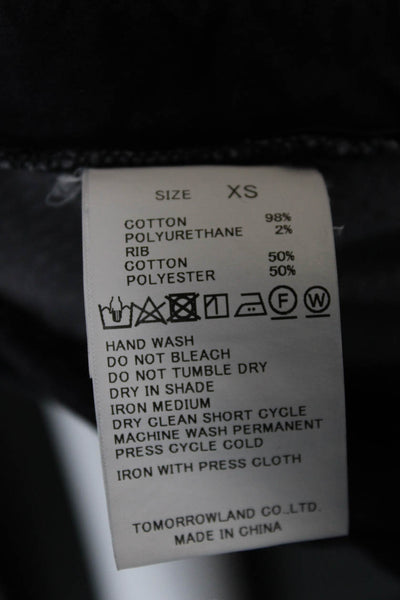 SIZE XS
COTTON 98%
POLYURETHANE 2%
RIB
COTTON 50%
POLYESTER 50%
F W
HAND WASH
DO NOT BLEACH
DO NOT TUMBLE DRY
DRY IN SHADE
IRON MEDIUM
DRY CLEAN SHORT CYCLE
MACHINE WASH PERMANENT
PRESS CYCLE COLD
IRON WITH PRESS CLOTH
TOMORROWLAND CO.,LTD.
MADE IN CHINA